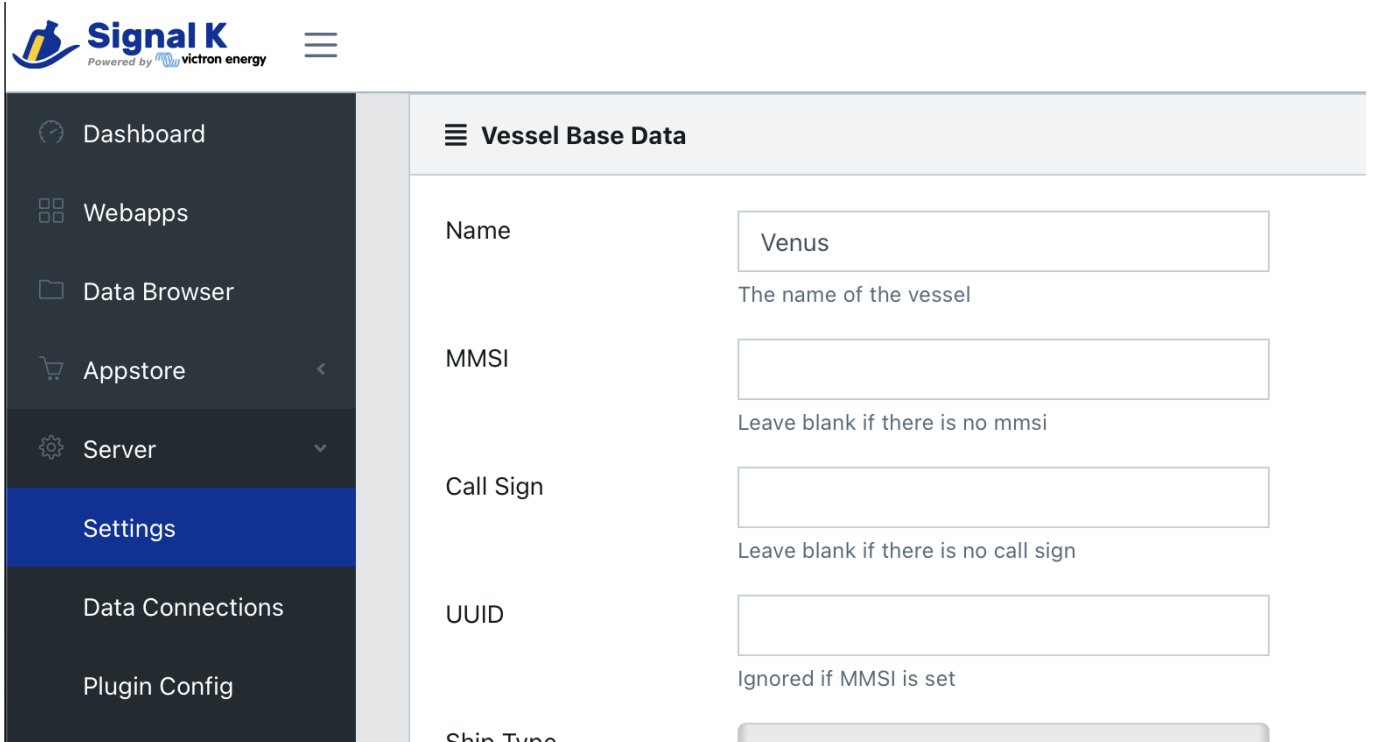 Signal K
Powered by victron energy
Dashboard
Webapps
Data Browser
Appstore
Server
Settings
Data Connections
Plugin Config
Vessel Base Data
Name
Venus
The name of the vessel
MMSI
Leave blank if there is no mmsi
Call Sign
Leave blank if there is no call sign
UUID
Ignored if MMSI is set
Ship Type